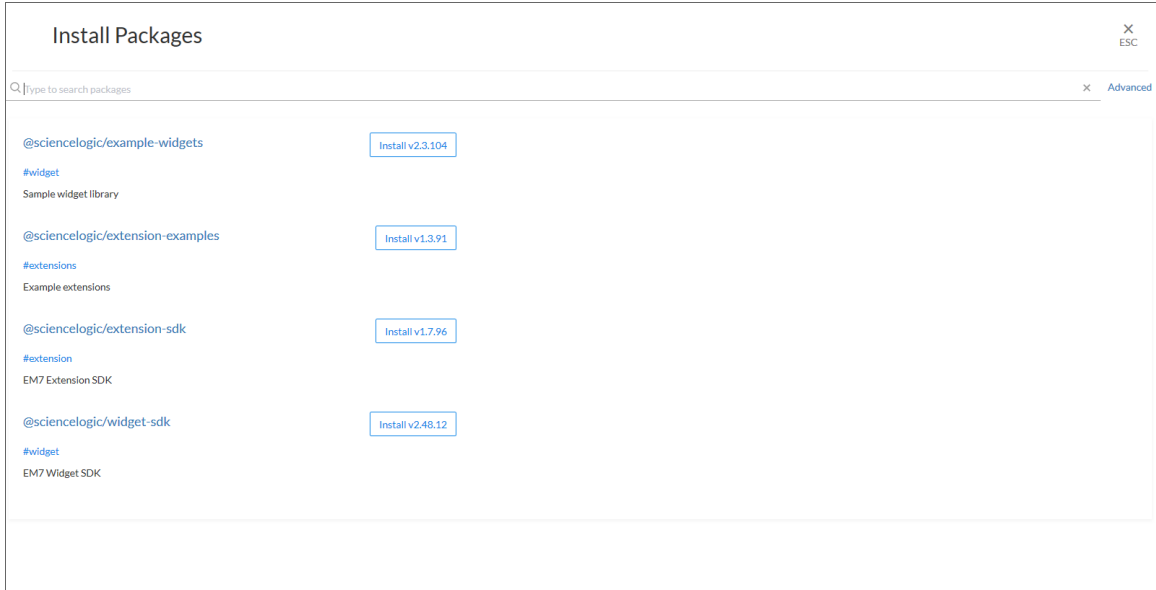 Install Packages
ESC
Type to search packages
Advanced
@sciencelogic/example-widgets
Install v2.3.104
#widget
Sample widget library
@sciencelogic/extension-examples
Install v1.3.91
#extensions
Example extensions
@sciencelogic/extension-sdk
Install v1.7.96
#extension
EM7 Extension SDK
@sciencelogic/widget-sdk
Install v2.48.12
#widget
EM7 Widget SDK